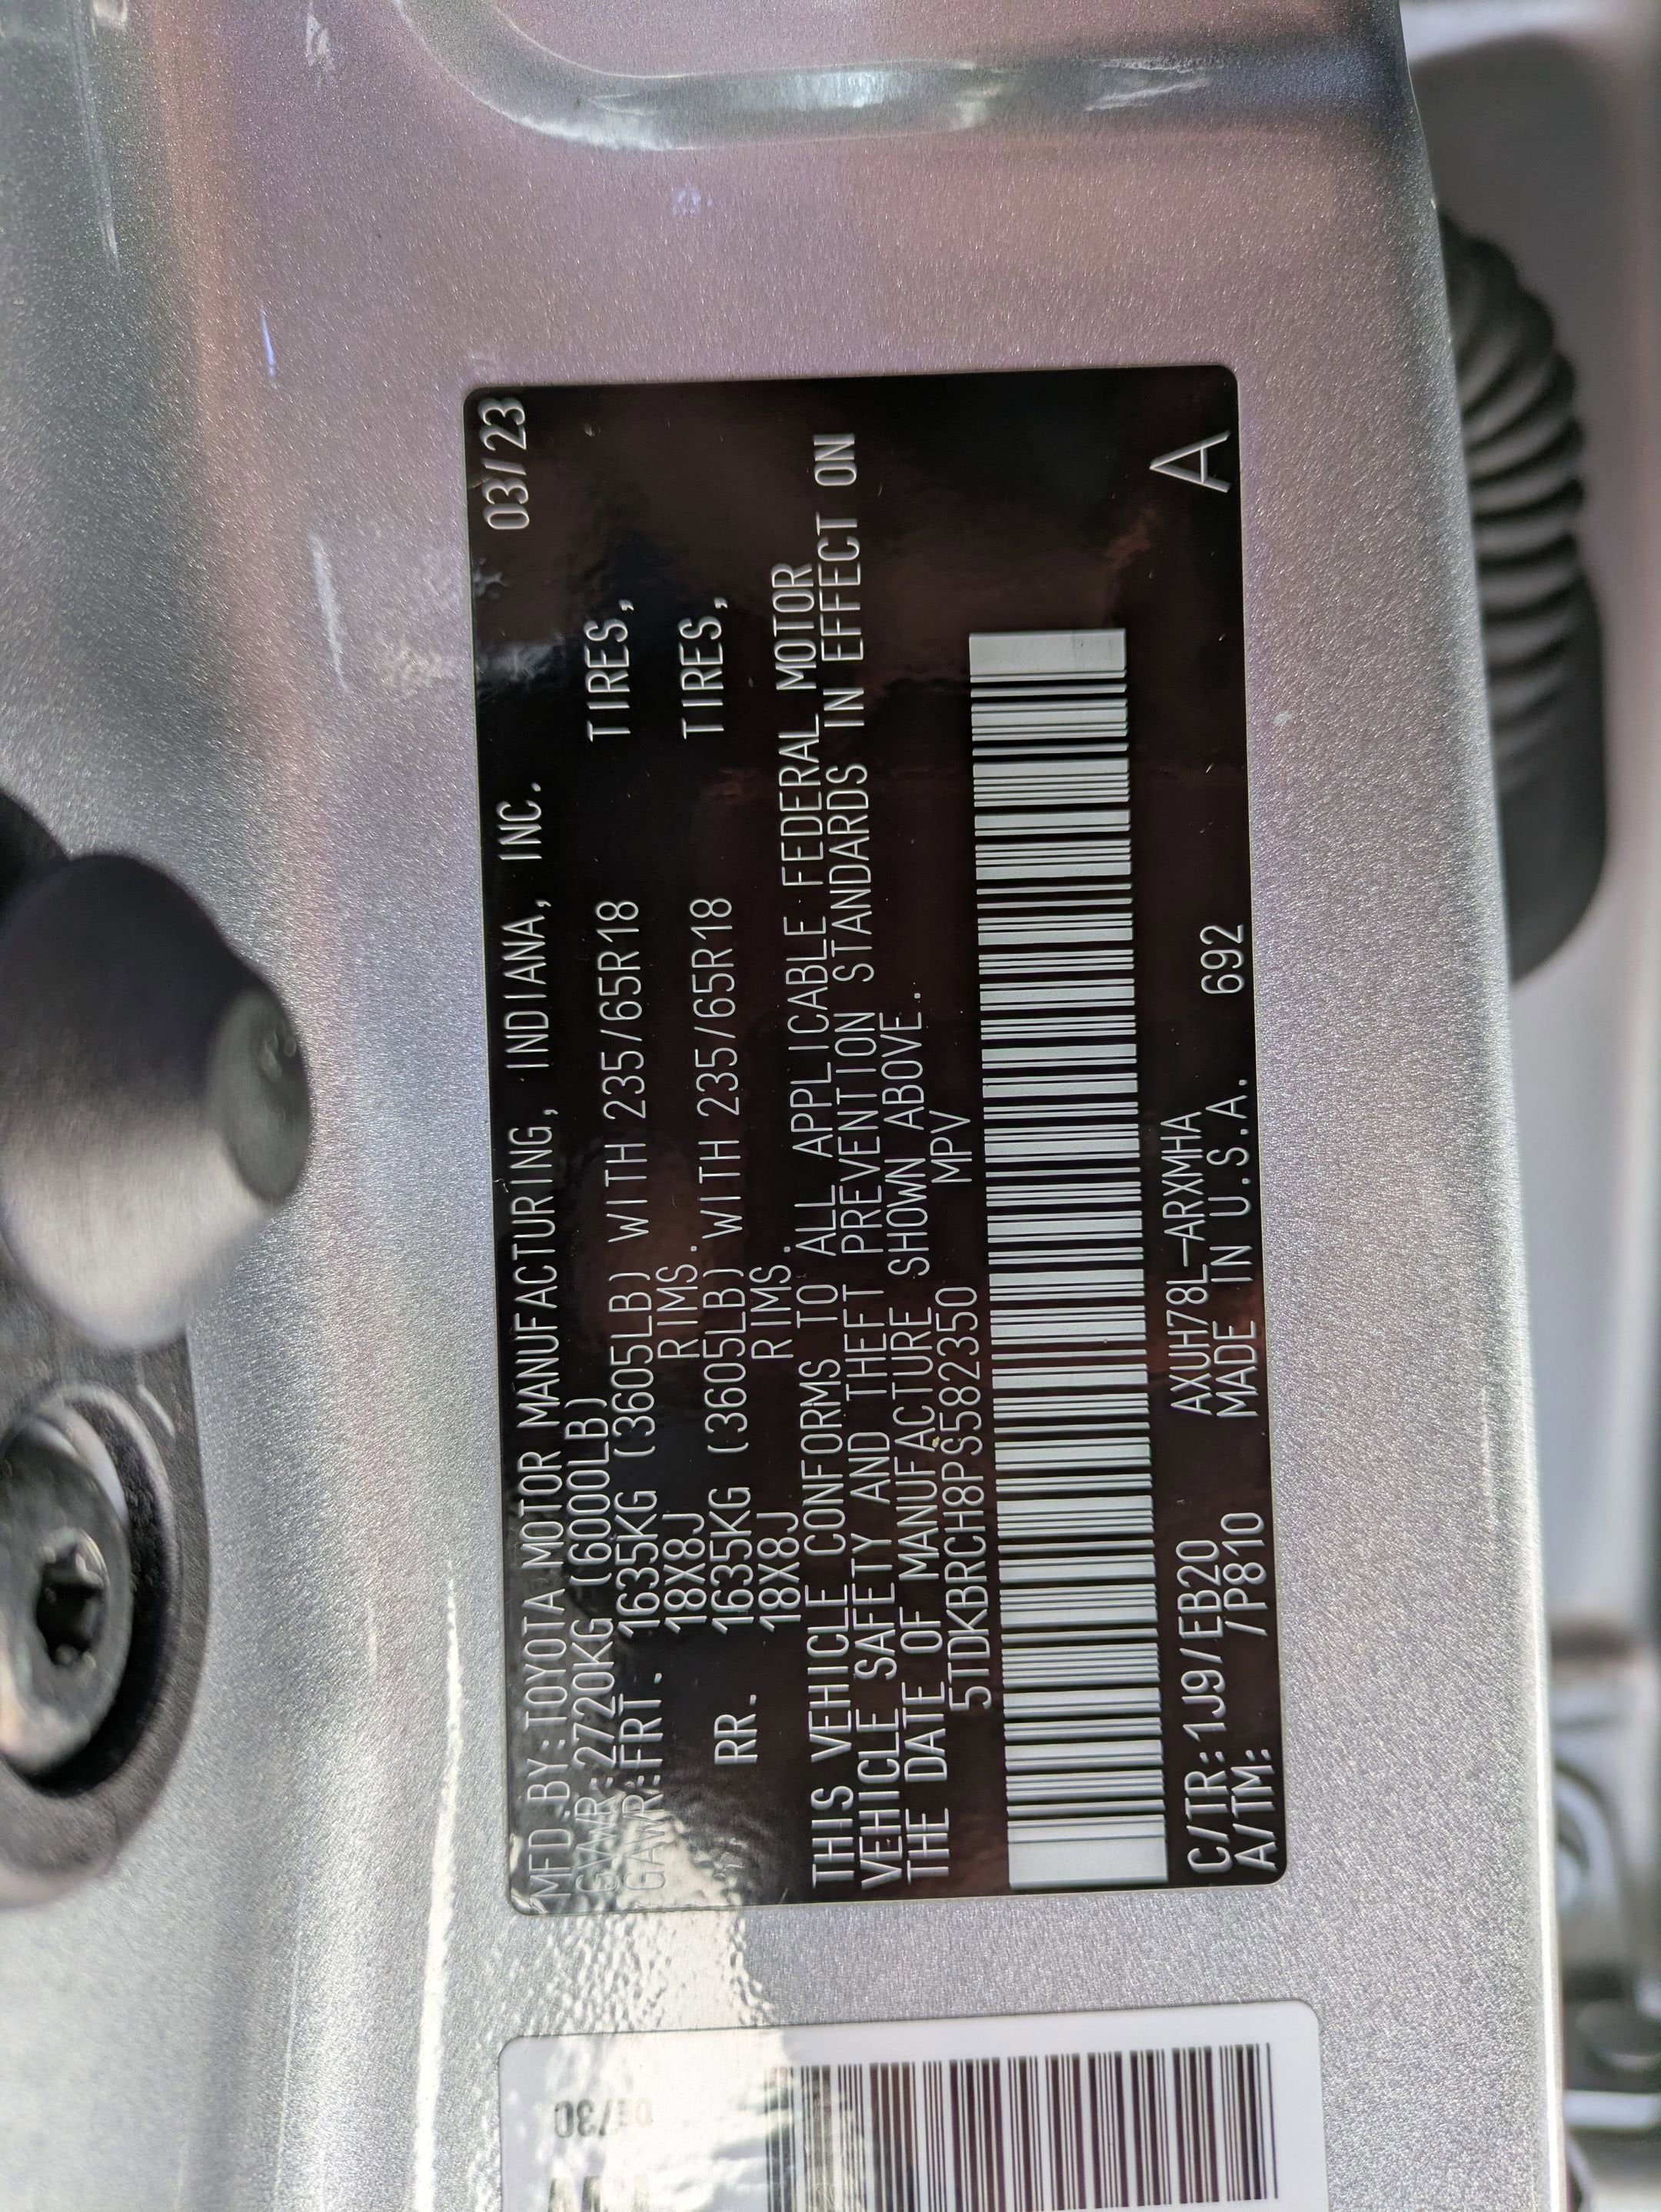 MFD.BY:TOYOTA MOTOR MANUFACTURING, INDIANA, INC. 03/23
GVWR:2720KG (6000LB)
GAWR:FRT. 1635KG (3605LB) WITH 235/65R18 TIRES,
18X8J RIMS.
RR. 1635KG (3605LB) WITH 235/65R18 TIRES,
18X8J RIMS.
THIS VEHICLE CONFORMS TO ALL APPLICABLE FEDERAL MOTOR
VEHICLE SAFETY AND THEFT PREVENTION STANDARDS IN EFFECT ON
THE DATE OF MANUFACTURE SHOWN ABOVE.
5TDKBRCH8PS582350 MPV
C/TR:1J9/EB20 AXUH78L-ARXMHA
A/TM: /P810 MADE IN U.S.A. 692 A